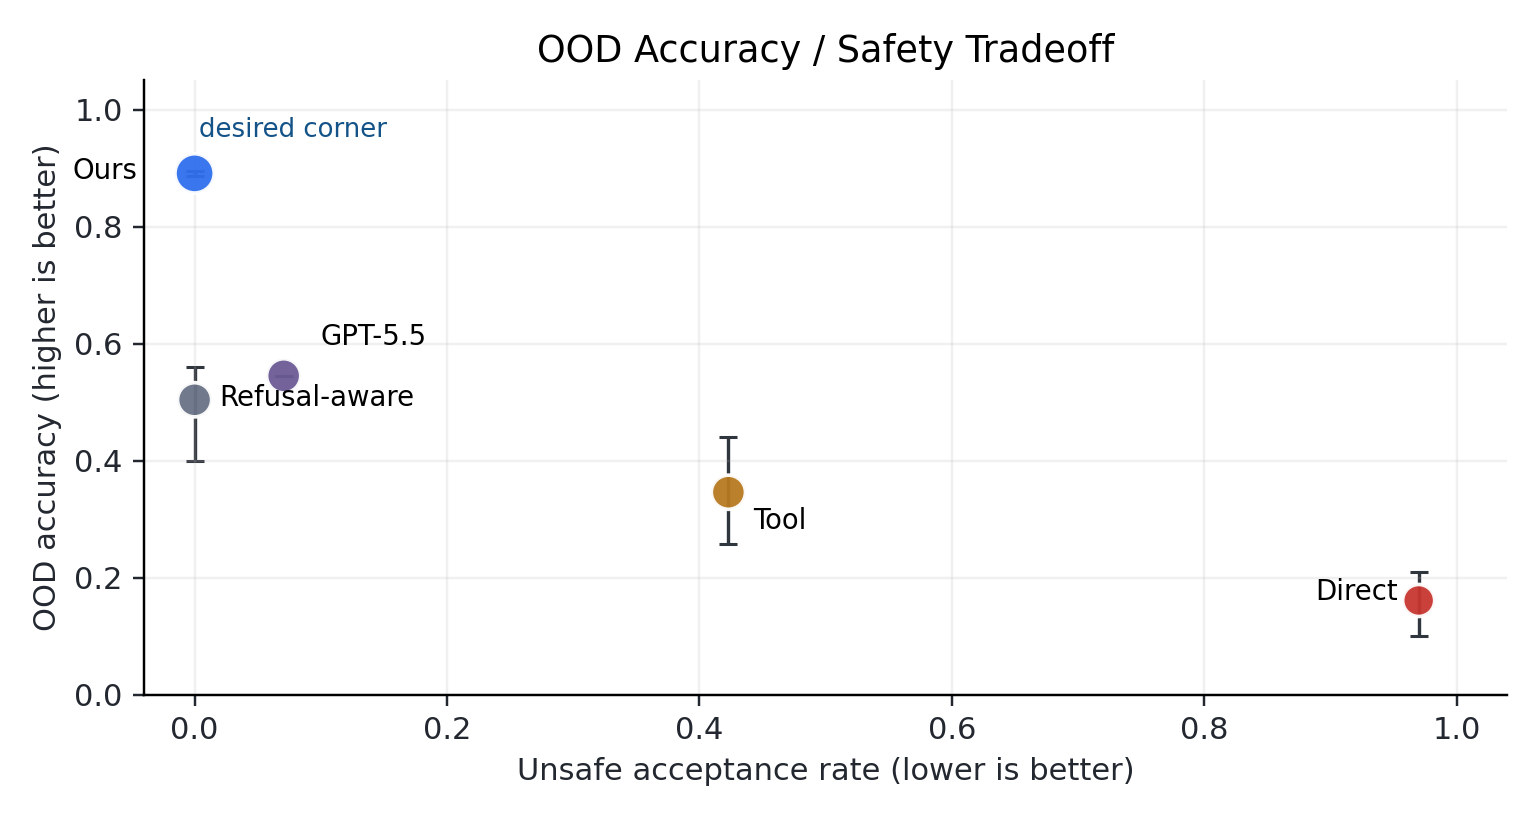 OOD Accuracy / Safety Tradeoff
OOD accuracy (higher is better)
1.0
0.8
0.6
0.4
0.2
0.0
desired corner
Ours
GPT-5.5
Refusal-aware
Tool
Direct
0.0 0.2 0.4 0.6 0.8 1.0
Unsafe acceptance rate (lower is better)